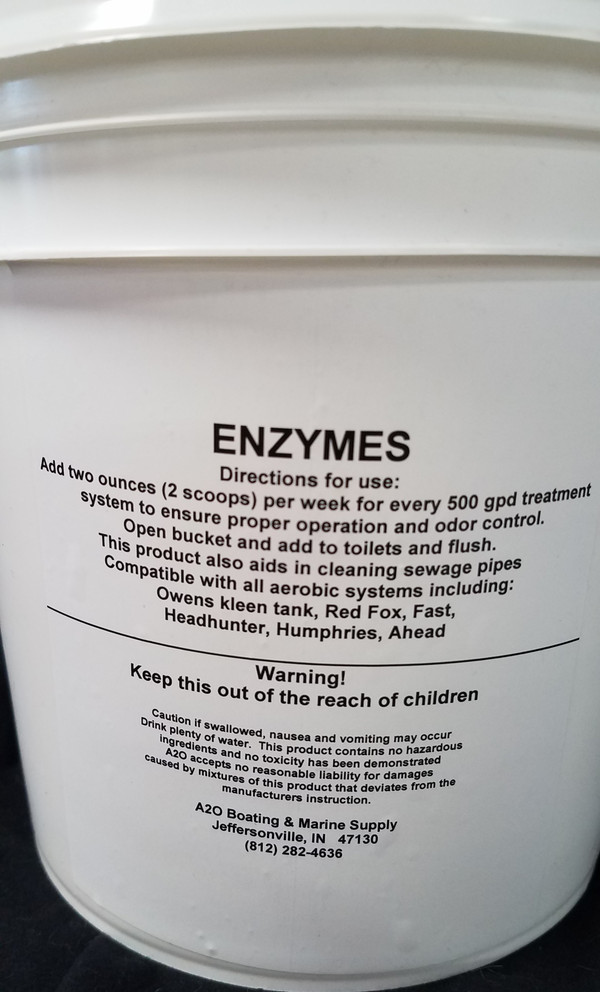 ENZYMES
Directions for use:
Add two ounces (2 scoops) per week for every 500 gpd treatment
system to ensure proper operation and odor control.
Open bucket and add to toilets and flush.
This product also aids in cleaning sewage pipes
Compatible with all aerobic systems including:
Owens kleen tank, Red Fox, Fast,
Headhunter, Humphries, Ahead
Warning!
Keep this out of the reach of children
Caution if swallowed, nausea and vomiting may occur
Drink plenty of water. This product contains no hazardous
ingredients and no toxicity has been demonstrated
A2O accepts no reasonable liability for damages
caused by mixtures of this product that deviates from the
manufacturers instruction.
A2O Boating & Marine Supply
Jeffersonville, IN 47130
(812) 282-4636